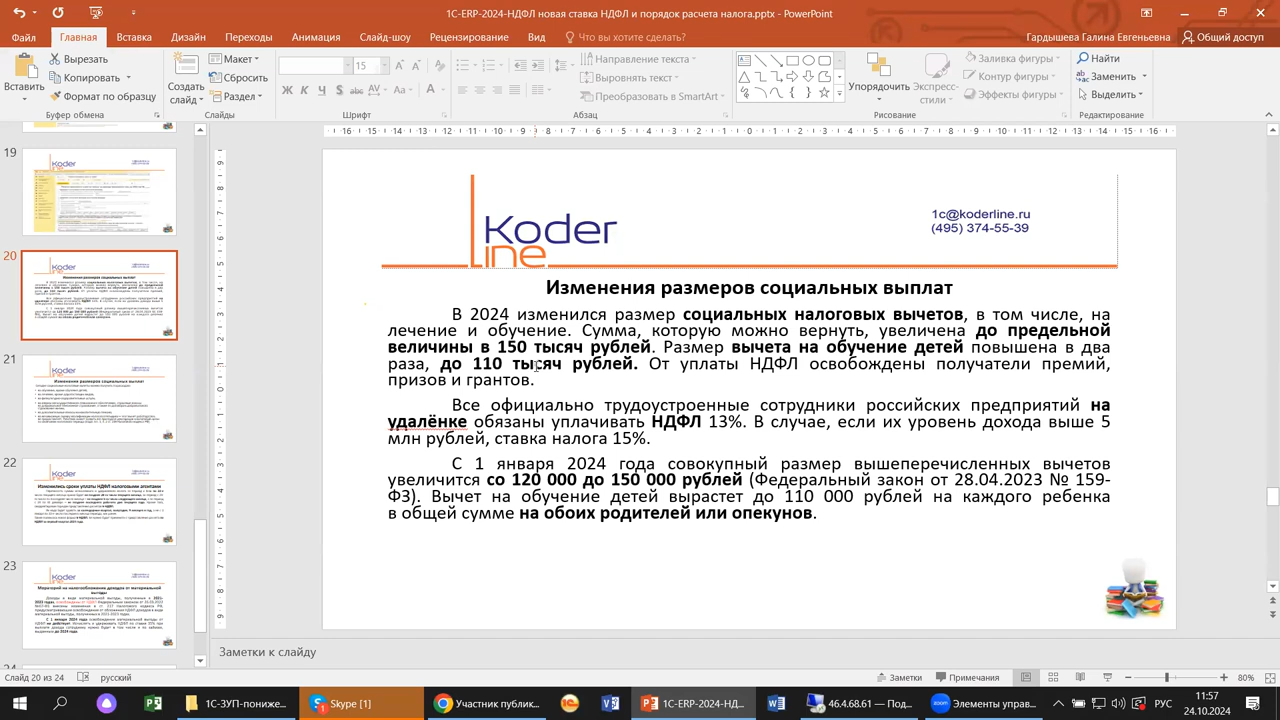 1С-ERP-2024-НДФЛ новая ставка НДФЛ и порядок расчета налога.pptx - PowerPoint
Файл Главная Вставка Дизайн Переходы Анимация Слайд-шоу Рецензирование Вид Что вы хотите сделать? Гардышева Галина Евгеньевна Общий доступ
Вставить
Вырезать
Копировать
Формат по образцу
Буфер обмена
Создать
слайд
Макет
Сбросить
Раздел
Слайды
15
Ж К Ч S abc AV Aa А
Шрифт
Направление текста
Выровнять текст
Преобразовать в SmartArt
Абзац
Упорядочить
Экспресс-
стили
Заливка фигуры
Контур фигуры
Эффекты фигуры
Рисование
Найти
Заменить
Выделить
Редактирование
19
20
21
22
23
Koder
line
1c@koderline.ru
(495) 374-55-39
Изменения размеров социальных выплат
В 2024 изменился размер социальных налоговых вычетов, в том числе, на
лечение и обучение. Сумма, которую можно вернуть, увеличена до предельной
величины в 150 тысяч рублей. Размер вычета на обучение детей повышена в два
раза, до 110 тысяч рублей. От уплаты НДФЛ освобождены получатели премий,
призов и грантов.
Все официально трудоустроенные сотрудники российских предприятий на
удалёнке обязаны уплачивать НДФЛ 13%. В случае, если их уровень дохода выше 5
млн рублей, ставка налога 15%.
С 1 января 2024 года совокупный размер вышеперечисленных вычетов
увеличится со 120 000 до 150 000 рублей (Федеральный закон от 28.04.2023 № 159-
ФЗ). Вычет на обучение детей вырастет до 110 000 рублей на каждого ребенка
в общей сумме на обоих родителей или опекунов.
Заметки к слайду
Слайд 20 из 24 русский Заметки Примечания 80%
1С-ЗУП-пониже... Skype [1] Участник публик... 1С-ERP-2024-НД... 46.4.68.61 — Под... Элементы управ... РУС 11:57
24.10.2024